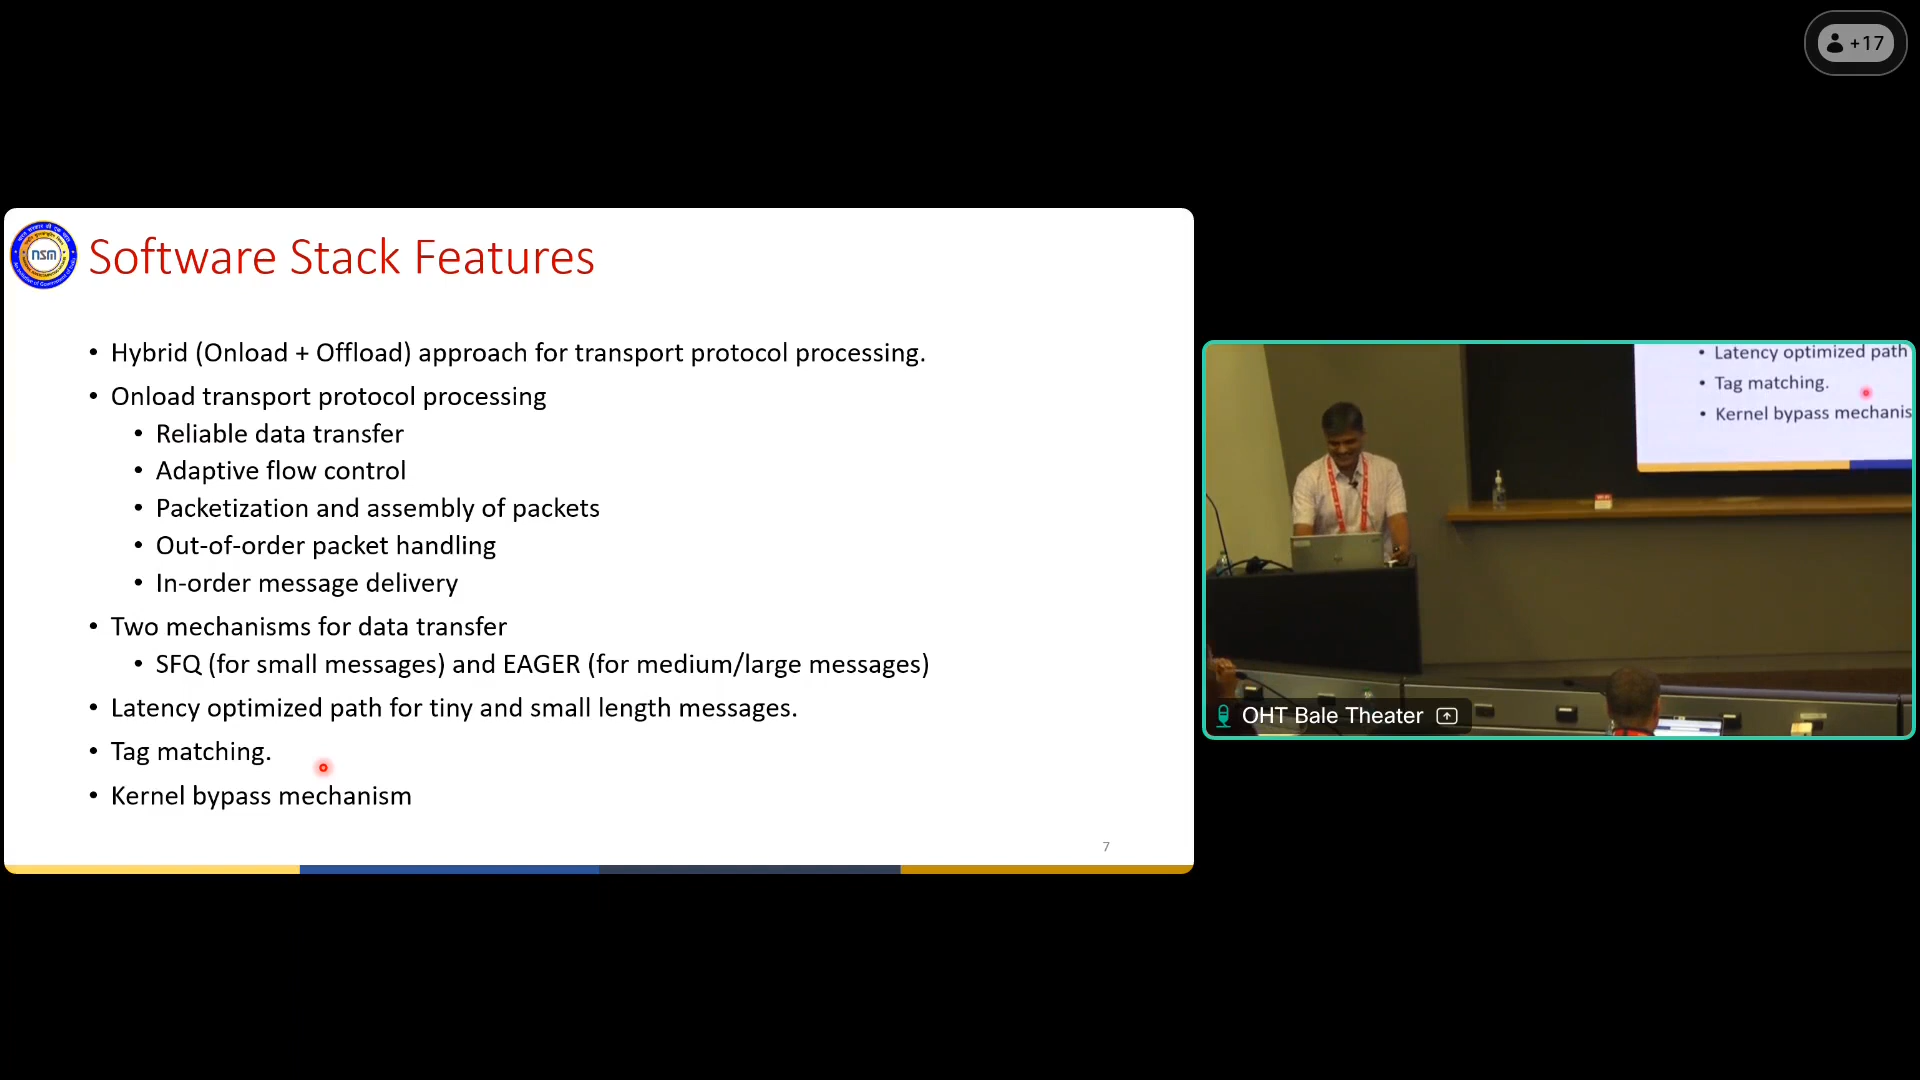 +17
nsm
Software Stack Features
• Hybrid (Onload + Offload) approach for transport protocol processing.
• Onload transport protocol processing
• Reliable data transfer
• Adaptive flow control
• Packetization and assembly of packets
• Out-of-order packet handling
• In-order message delivery
• Two mechanisms for data transfer
• SFQ (for small messages) and EAGER (for medium/large messages)
• Latency optimized path for tiny and small length messages.
• Tag matching.
• Kernel bypass mechanism
7
• Latency optimized path
• Tag matching.
• Kernel bypass mechanis
OHT Bale Theater